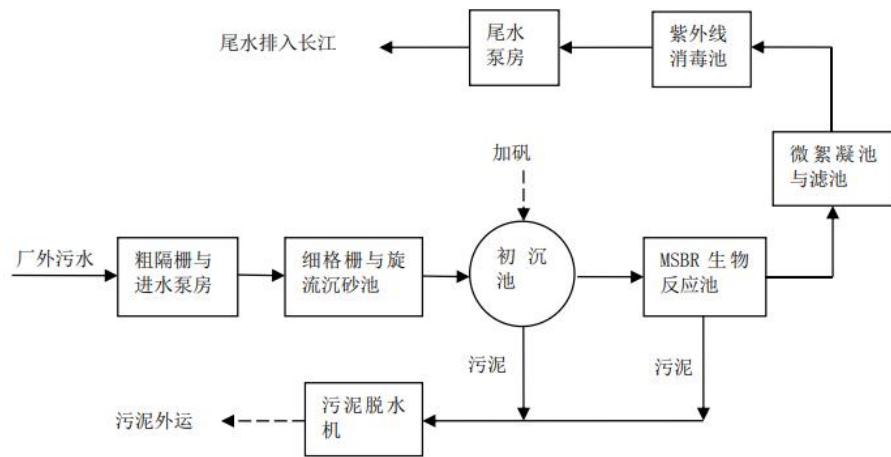 尾水排入长江
尾水
泵房
紫外线
消毒池
微絮凝池
与滤池
加矾
厂外污水
粗隔栅与
进水泵房
细格栅与旋
流沉砂池
初沉
池
MSBR 生物
反应池
污泥
污泥
污泥外运
污泥脱水
机